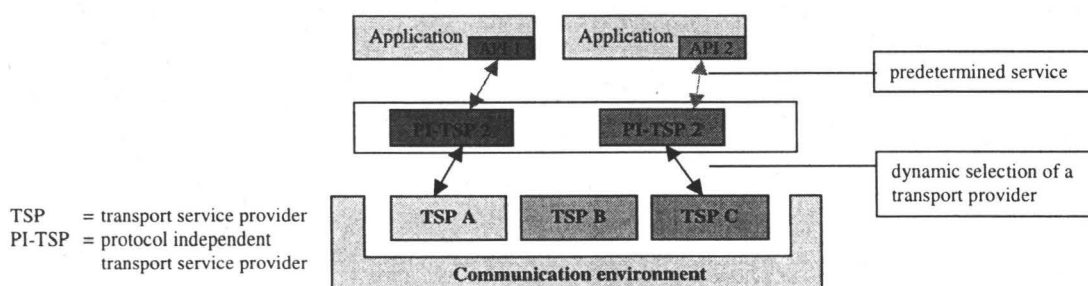 Application
API 1
Application
API 2
predetermined service
PI-TSP 2
PI-TSP 2
dynamic selection of a
transport provider
TSP A
TSP B
TSP C
TSP = transport service provider
PI-TSP = protocol independent
transport service provider
Communication environment